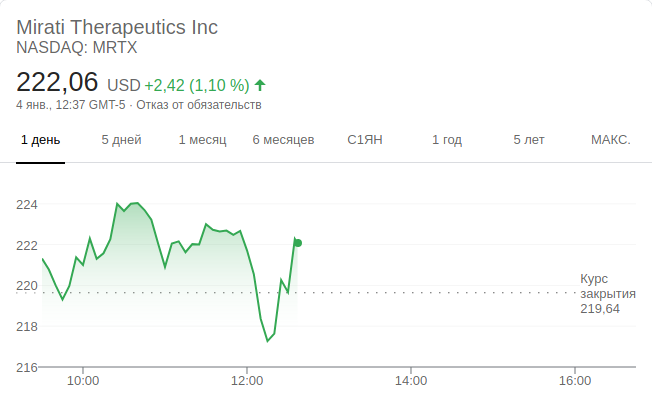 Mirati Therapeutics Inc
NASDAQ: MRTX
222,06 USD +2,42 (1,10 %)
4 янв., 12:37 GMT-5 · Отказ от обязательств
1 день 5 дней 1 месяц 6 месяцев С1ЯН 1 год 5 лет МАКС.
224
222
220
218
216
Курс
закрытия
219,64
10:00 12:00 14:00 16:00